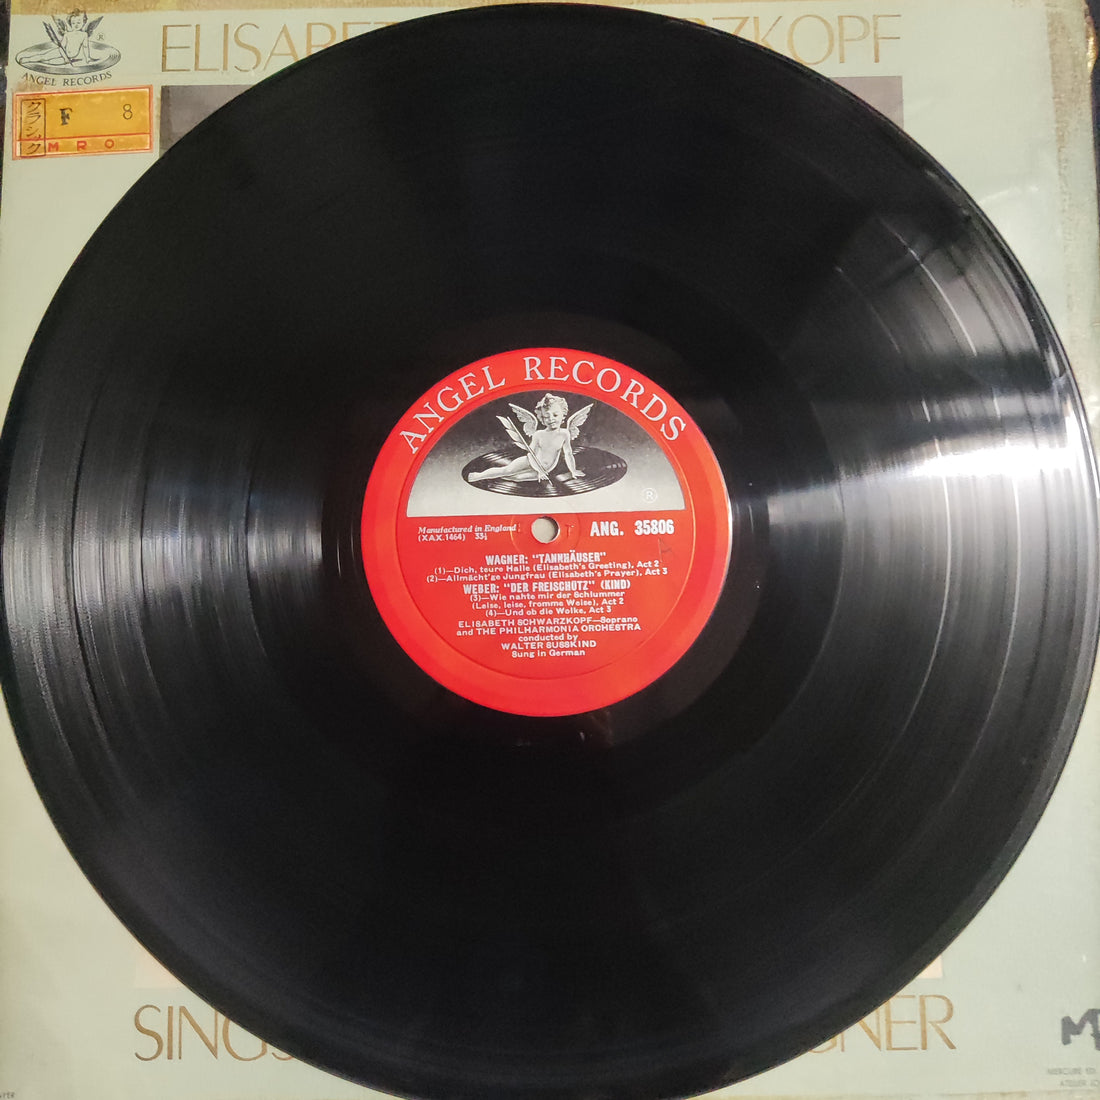 ELISABE ZKOPF
ANGEL RECORDS
クラシック
F 8
M R O
ANGEL RECORDS
®
Manufactured in England
(XAX.1464) 33⅓
ANG. 35806
WAGNER: "TANNHÄUSER"
(1)—Dich, teure Halle (Elisabeth's Greeting), Act 2
(2)—Allmächt'ge Jungfrau (Elisabeth's Prayer), Act 3
WEBER: "DER FREISCHÜTZ" (KIND)
(3)—Wie nahte mir der Schlummer
(Leise, leise, fromme Weise), Act 2
(4)—Und ob die Wolke, Act 3
ELISABETH SCHWARZKOPF—Soprano
and THE PHILHARMONIA ORCHESTRA
conducted by
WALTER SUSSKIND
Sung in German
SINGS GNER